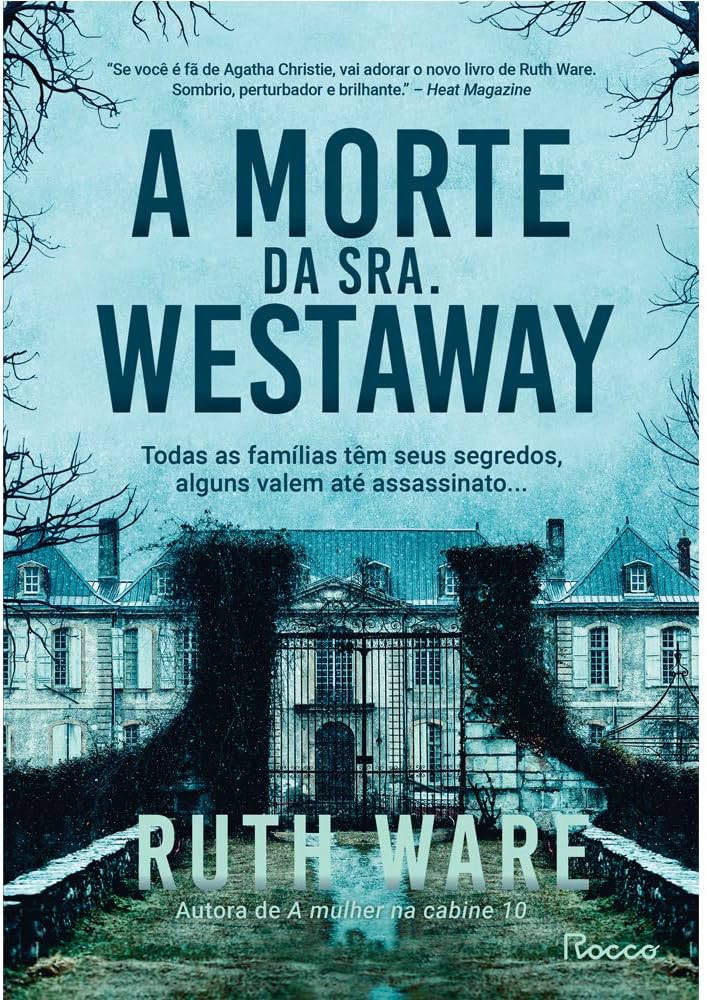 “Se você é fã de Agatha Christie, vai adorar o novo livro de Ruth Ware.
Sombrio, perturbador e brilhante.” – Heat Magazine
A MORTE
DA SRA.
WESTAWAY
Todas as famílias têm seus segredos,
alguns valem até assassinato...
RUTH WARE
Autora de A mulher na cabine 10
Rocco